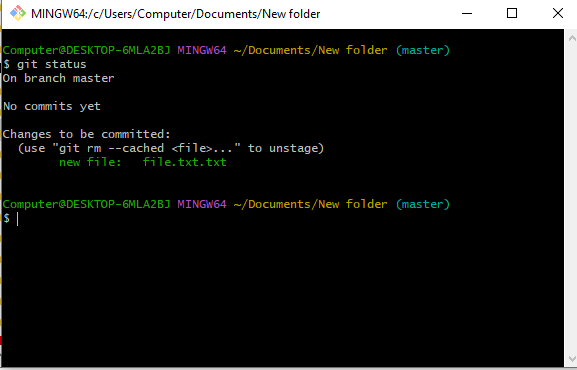 MINGW64:/c/Users/Computer/Documents/New folder
Computer@DESKTOP-6MLA2BJ MINGW64 ~/Documents/New folder (master)
$ git status
On branch master
No commits yet
Changes to be committed:
  (use "git rm --cached <file>..." to unstage)
        new file:   file.txt.txt
Computer@DESKTOP-6MLA2BJ MINGW64 ~/Documents/New folder (master)
$